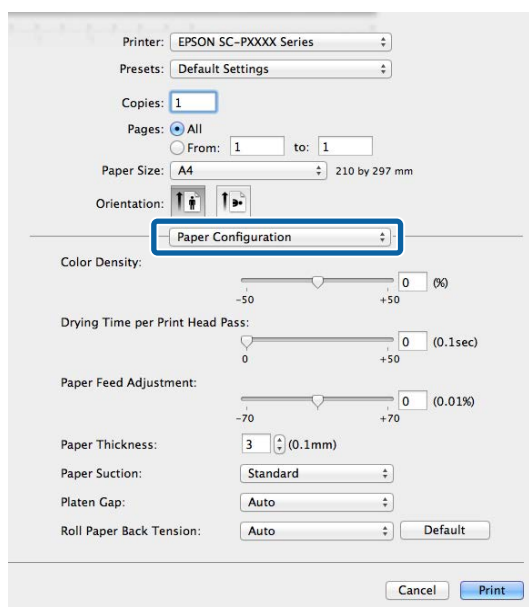 Printer: EPSON SC-PXXXX Series
Presets: Default Settings
Copies: 1
Pages: All
From: 1 to: 1
Paper Size: A4 210 by 297 mm
Orientation:
Paper Configuration
Color Density:
0 (%)
-50 +50
Drying Time per Print Head Pass:
0 (0.1sec)
0 +50
Paper Feed Adjustment:
0 (0.01%)
-70 +70
Paper Thickness: 3 (0.1mm)
Paper Suction: Standard
Platen Gap: Auto
Roll Paper Back Tension: Auto Default
Cancel Print